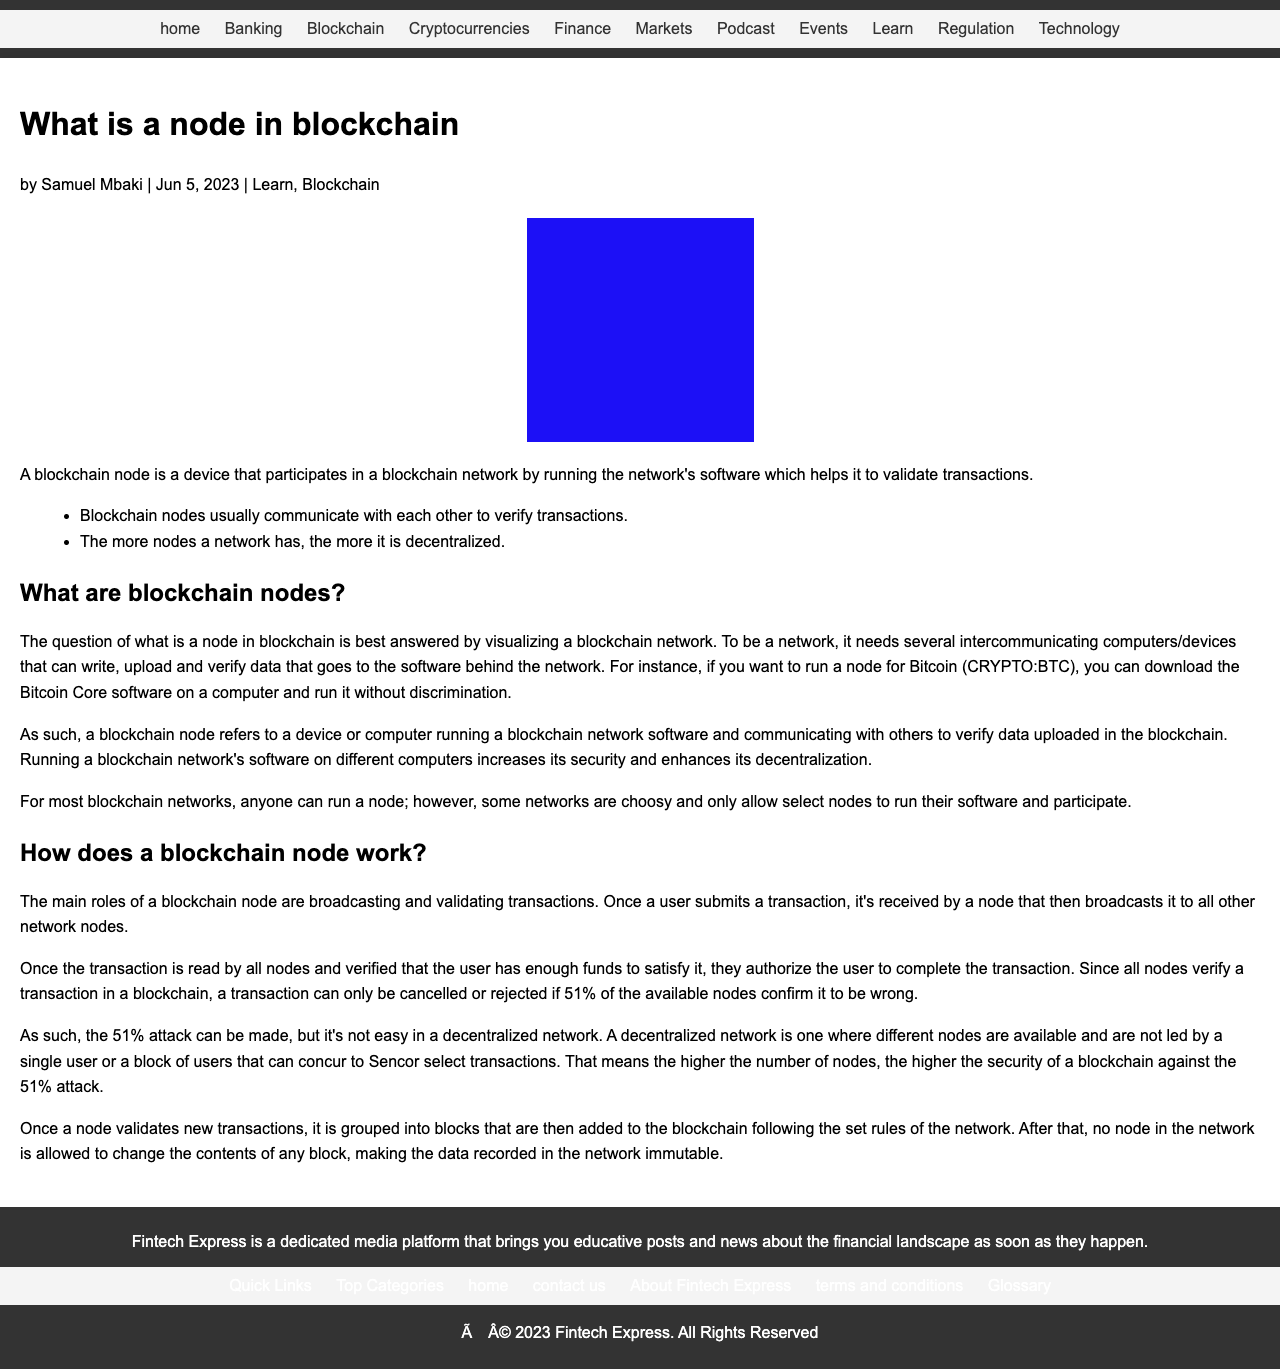 home Banking Blockchain Cryptocurrencies Finance Markets Podcast Events Learn Regulation Technology
What is a node in blockchain
by Samuel Mbaki | Jun 5, 2023 | Learn, Blockchain
A blockchain node is a device that participates in a blockchain network by running the network's software which helps it to validate transactions.
• Blockchain nodes usually communicate with each other to verify transactions.
• The more nodes a network has, the more it is decentralized.
What are blockchain nodes?
The question of what is a node in blockchain is best answered by visualizing a blockchain network. To be a network, it needs several intercommunicating computers/devices
that can write, upload and verify data that goes to the software behind the network. For instance, if you want to run a node for Bitcoin (CRYPTO:BTC), you can download the
Bitcoin Core software on a computer and run it without discrimination.
As such, a blockchain node refers to a device or computer running a blockchain network software and communicating with others to verify data uploaded in the blockchain.
Running a blockchain network's software on different computers increases its security and enhances its decentralization.
For most blockchain networks, anyone can run a node; however, some networks are choosy and only allow select nodes to run their software and participate.
How does a blockchain node work?
The main roles of a blockchain node are broadcasting and validating transactions. Once a user submits a transaction, it's received by a node that then broadcasts it to all other
network nodes.
Once the transaction is read by all nodes and verified that the user has enough funds to satisfy it, they authorize the user to complete the transaction. Since all nodes verify a
transaction in a blockchain, a transaction can only be cancelled or rejected if 51% of the available nodes confirm it to be wrong.
As such, the 51% attack can be made, but it's not easy in a decentralized network. A decentralized network is one where different nodes are available and are not led by a
single user or a block of users that can concur to Sencor select transactions. That means the higher the number of nodes, the higher the security of a blockchain against the
51% attack.
Once a node validates new transactions, it is grouped into blocks that are then added to the blockchain following the set rules of the network. After that, no node in the network
is allowed to change the contents of any block, making the data recorded in the network immutable.
Fintech Express is a dedicated media platform that brings you educative posts and news about the financial landscape as soon as they happen.
Quick Links Top Categories home contact us About Fintech Express terms and conditions Glossary
Ã Â© 2023 Fintech Express. All Rights Reserved